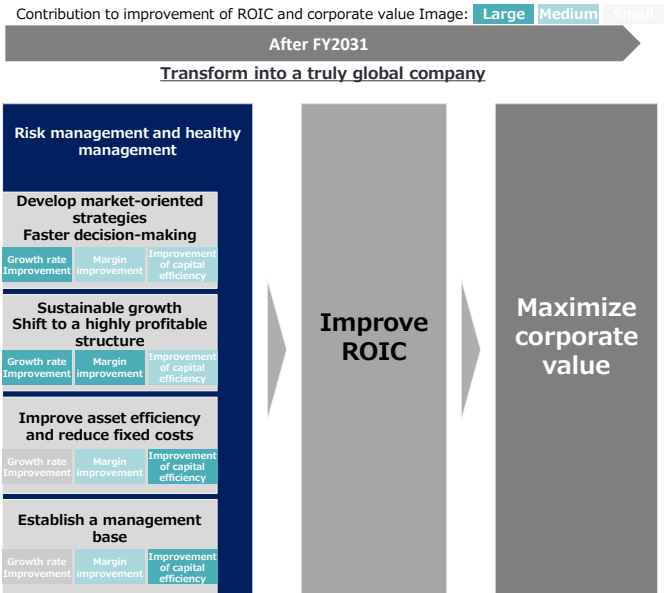 Contribution to improvement of ROIC and corporate value Image: Large Medium Small
After FY2031
Transform into a truly global company
Risk management and healthy
management
Develop market-oriented
strategies
Faster decision-making
Growth rate
Improvement
Margin
improvement
Improvement
of capital
efficiency
Sustainable growth
Shift to a highly profitable
structure
Growth rate
Improvement
Margin
improvement
Improvement
of capital
efficiency
Improve asset efficiency
and reduce fixed costs
Growth rate
Improvement
Margin
improvement
Improvement
of capital
efficiency
Establish a management
base
Growth rate
Improvement
Margin
improvement
Improvement
of capital
efficiency
Improve
ROIC
Maximize
corporate
value